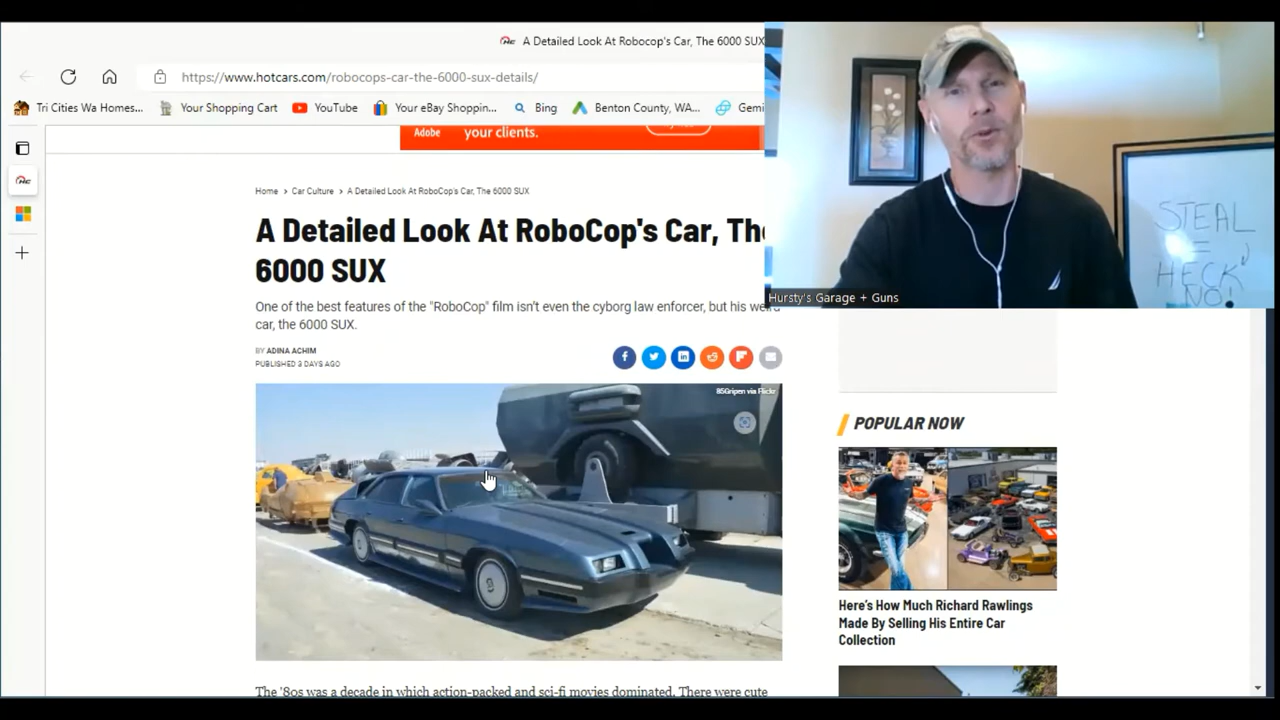 A Detailed Look At Robocop's Car, The 6000 SUX
https://www.hotcars.com/robocops-car-the-6000-sux-details/
Tri Cities Wa Homes...
Your Shopping Cart
YouTube
Your eBay Shoppin...
Bing
Benton County, WA...
Gemi
Adobe
your clients.
Home > Car Culture > A Detailed Look At RoboCop's Car, The 6000 SUX
A Detailed Look At RoboCop's Car, The
6000 SUX
One of the best features of the "RoboCop" film isn't even the cyborg law enforcer, but his weird
car, the 6000 SUX.
BY ADINA ACHIM
PUBLISHED 3 DAYS AGO
85Gripen via Flickr
The '80s was a decade in which action-packed and sci-fi movies dominated. There were cute
STEAL
=
HECK
NO!
Hursty's Garage + Guns
POPULAR NOW
Here's How Much Richard Rawlings
Made By Selling His Entire Car
Collection